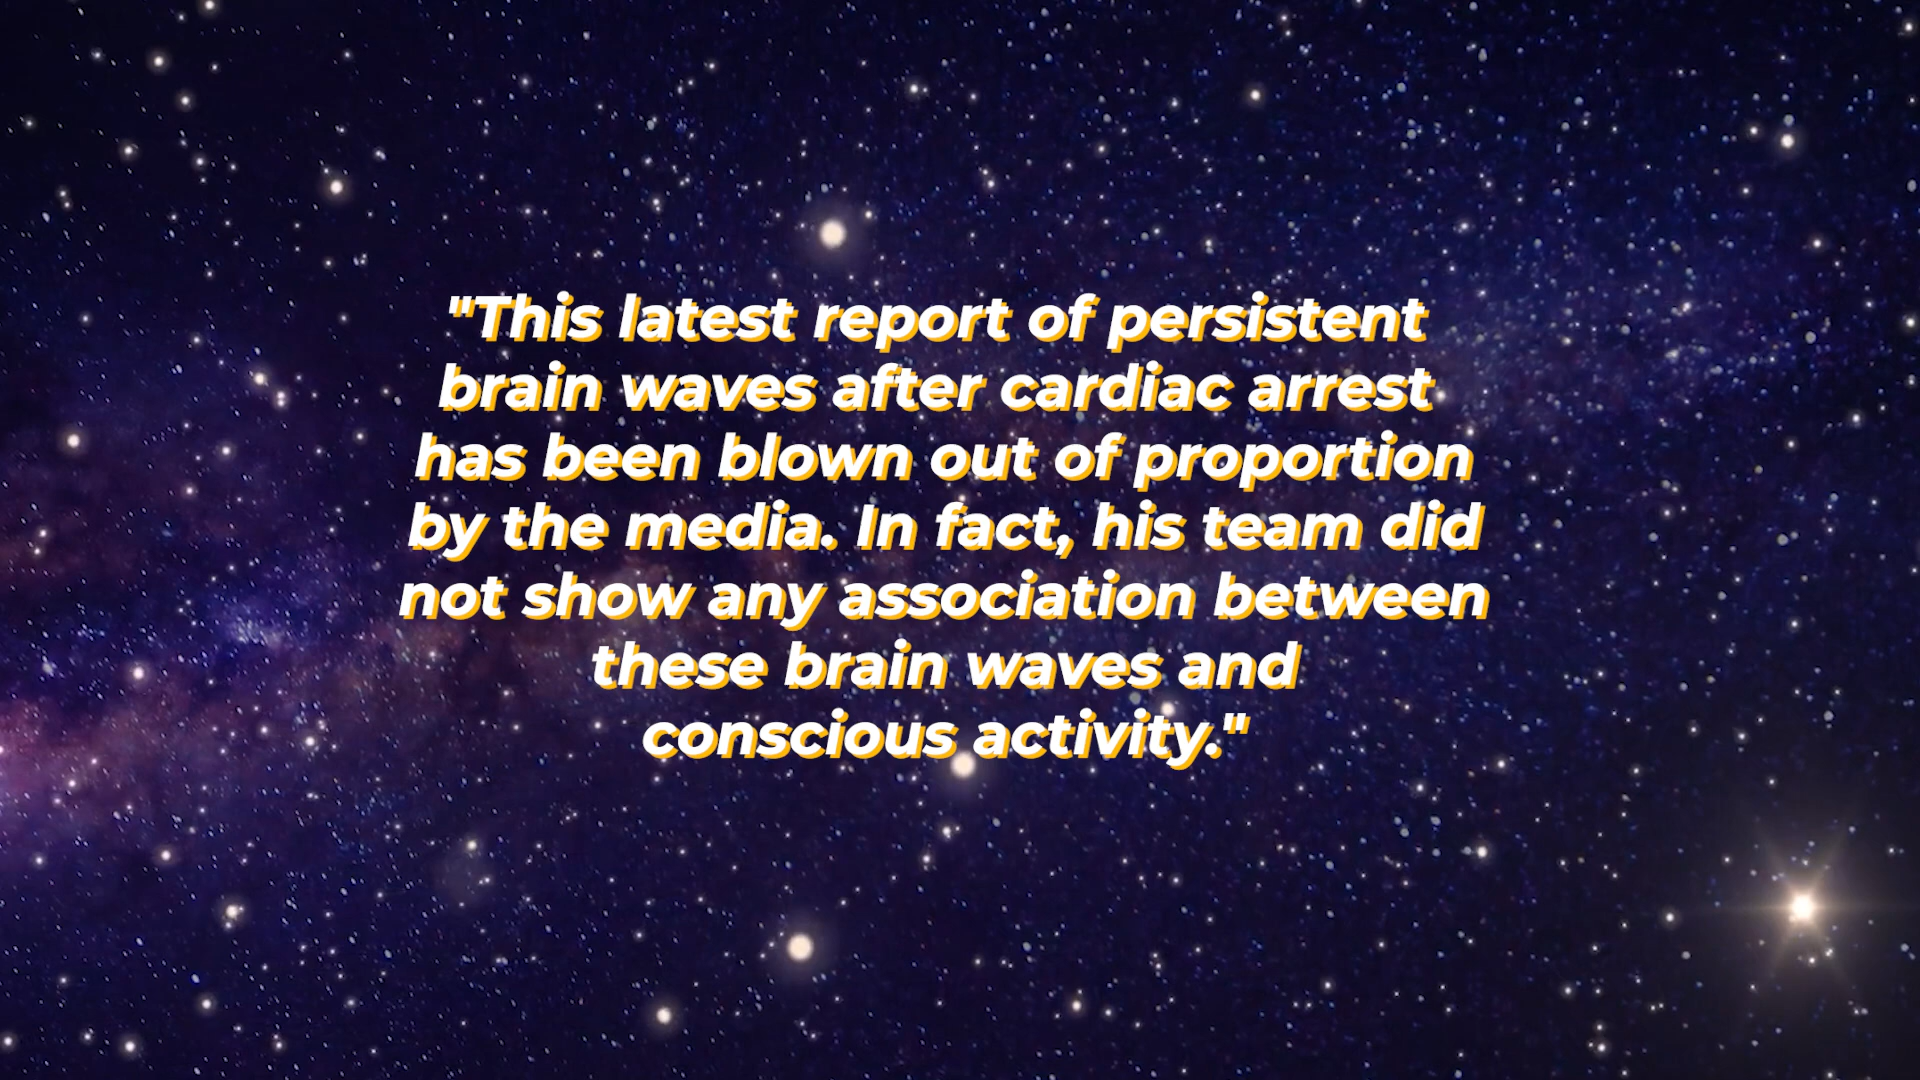 "This latest report of persistent
brain waves after cardiac arrest
has been blown out of proportion
by the media. In fact, his team did
not show any association between
these brain waves and
conscious activity."